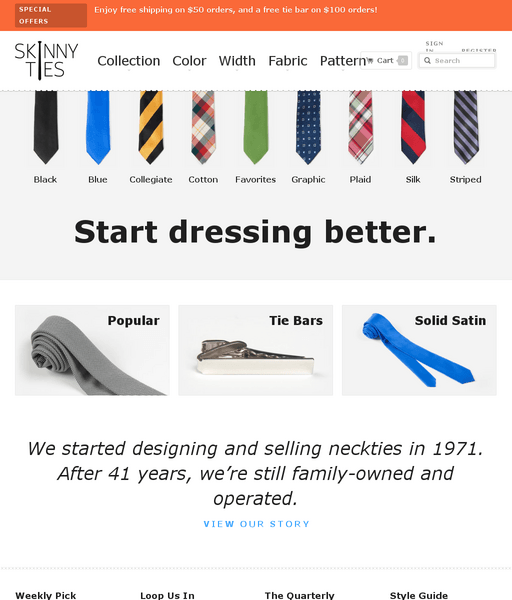 SPECIAL OFFERS
Enjoy free shipping on $50 orders, and a free tie bar on $100 orders!
SKINNY TIES
Collection Color Width Fabric Pattern
SIGN IN
REGISTER
Cart 0
Search
Black Blue Collegiate Cotton Favorites Graphic Plaid Silk Striped
Start dressing better.
Popular
Tie Bars
Solid Satin
We started designing and selling neckties in 1971.
After 41 years, we’re still family-owned and
operated.
VIEW OUR STORY
Weekly Pick Loop Us In The Quarterly Style Guide